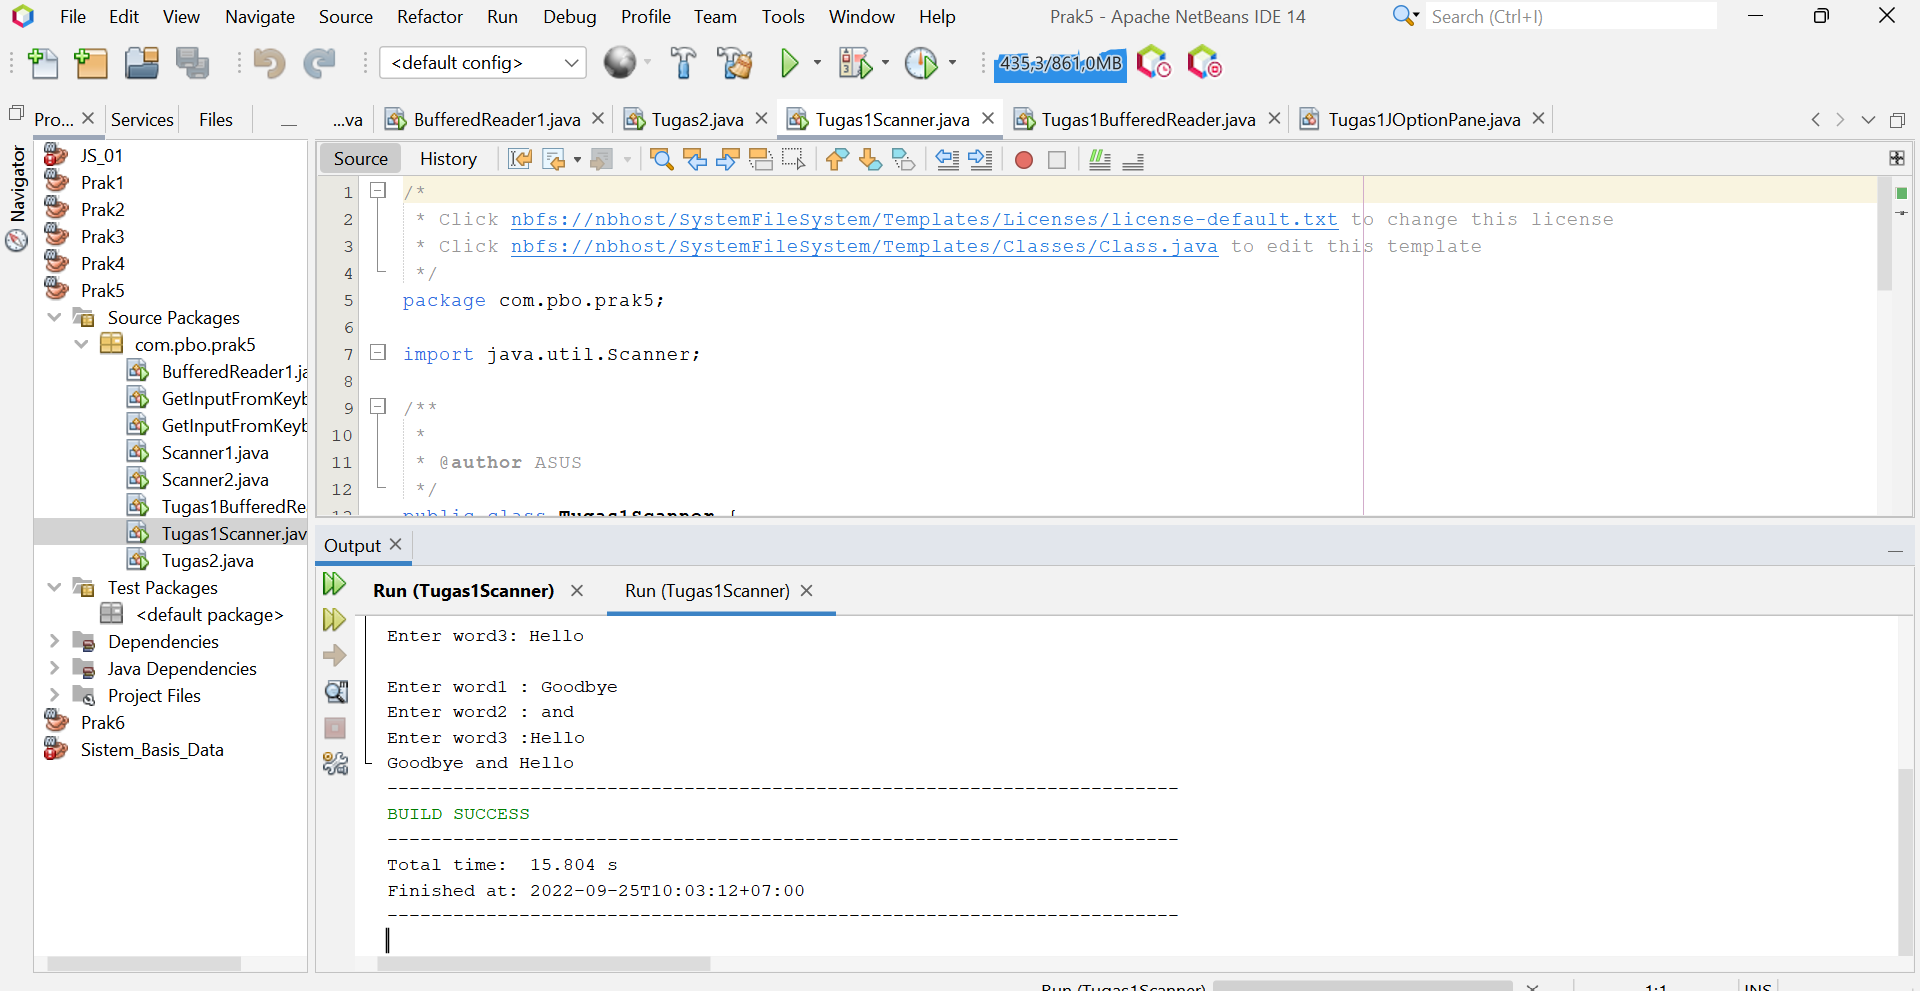 File Edit View Navigate Source Refactor Run Debug Profile Team Tools Window Help Prak5 - Apache NetBeans IDE 14 Search (Ctrl+I)
<default config> 435,3/861,0MB
Pro... Services Files ...va BufferedReader1.java Tugas2.java Tugas1Scanner.java Tugas1BufferedReader.java Tugas1JOptionPane.java
Navigator
JS_01
Prak1
Prak2
Prak3
Prak4
Prak5
Source Packages
com.pbo.prak5
BufferedReader1.ja
GetInputFromKeyb
GetInputFromKeyb
Scanner1.java
Scanner2.java
Tugas1BufferedRe
Tugas1Scanner.jav
Tugas2.java
Test Packages
<default package>
Dependencies
Java Dependencies
Project Files
Prak6
Sistem_Basis_Data
Source History
1 /*
2 * Click nbfs://nbhost/SystemFileSystem/Templates/Licenses/license-default.txt to change this license
3 * Click nbfs://nbhost/SystemFileSystem/Templates/Classes/Class.java to edit this template
4 */
5 package com.pbo.prak5;
6
7 import java.util.Scanner;
8
9 /**
10 *
11 * @author ASUS
12 */
13 public class Tugas1Scanner {
Output
Run (Tugas1Scanner) Run (Tugas1Scanner)
Enter word3: Hello
Enter word1 : Goodbye
Enter word2 : and
Enter word3 :Hello
Goodbye and Hello
------------------------------------------------------------------------
BUILD SUCCESS
------------------------------------------------------------------------
Total time:  15.804 s
Finished at: 2022-09-25T10:03:12+07:00
------------------------------------------------------------------------
Run (Tugas1Scanner) 1:1 INS